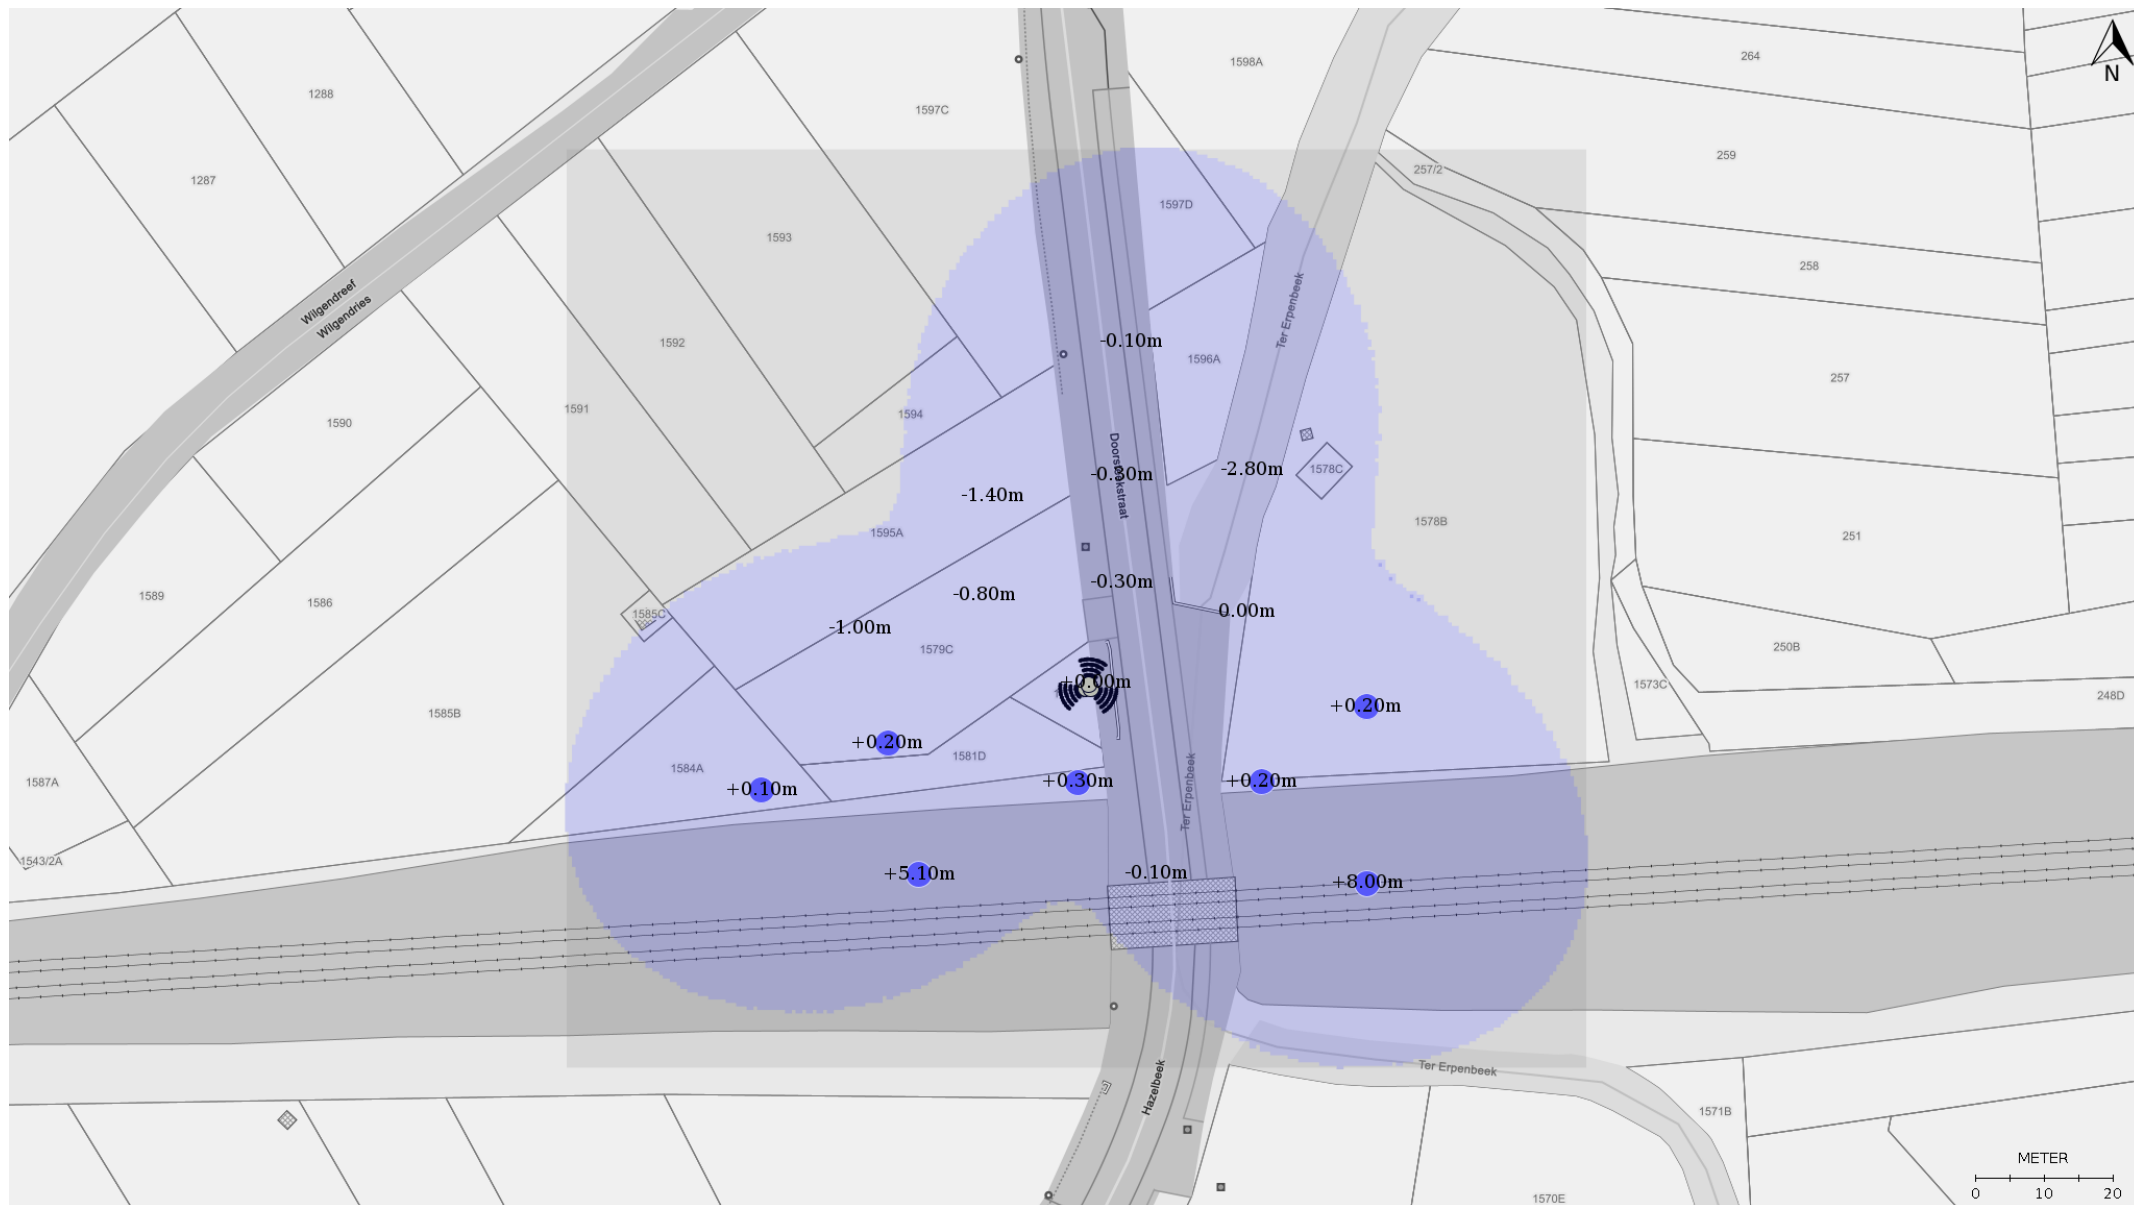 264
1598A
N
1288
1597C
259
257/2
1287
1597D
1593
258
Ter Erpenbeek
Wilgendreef
Wilgendries
-0.10m
1592
1596A
257
1591
1594
1590
Doorsteekstraat
-2.80m
1578C
-1.40m
1578B
1595A
251
-0.30m
1589
1586
-0.80m
0.00m
1585C
-1.00m
1579C
250B
+0.00m
1573C
248D
+0.20m
1585B
+0.20m
1581D
1584A
1587A
+0.10m
+0.30m
+0.20m
Ter Erpenbeek
1543/2A
+5.10m
-0.10m
+8.00m
Ter Erpenbeek
Hazelbeek
1571B
METER
0 10 20
1570E